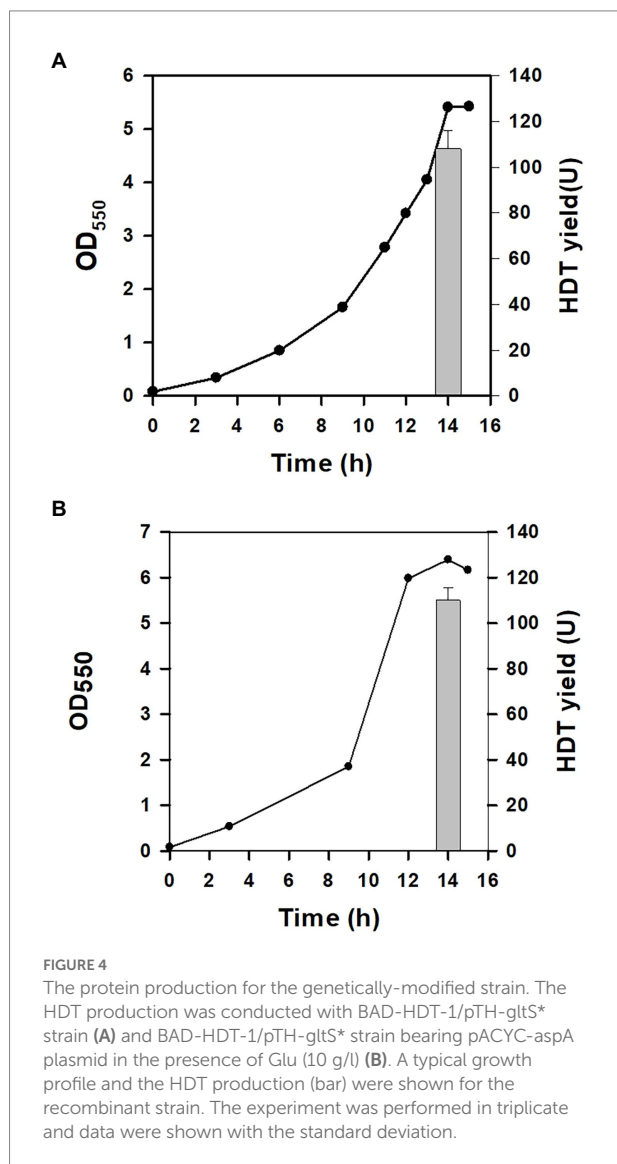 A
6
5
4
3
2
1
0
OD550
140
120
100
80
60
40
20
0
HDT yield(U)
0 2 4 6 8 10 12 14 16
Time (h)
B
7
6
5
4
3
2
1
0
OD550
140
120
100
80
60
40
20
0
HDT yield (U)
0 2 4 6 8 10 12 14 16
Time (h)
FIGURE 4
The protein production for the genetically-modified strain. The
HDT production was conducted with BAD-HDT-1/pTH-gltS*
strain (A) and BAD-HDT-1/pTH-gltS* strain bearing pACYC-aspA
plasmid in the presence of Glu (10 g/l) (B). A typical growth
profile and the HDT production (bar) were shown for the
recombinant strain. The experiment was performed in triplicate
and data were shown with the standard deviation.